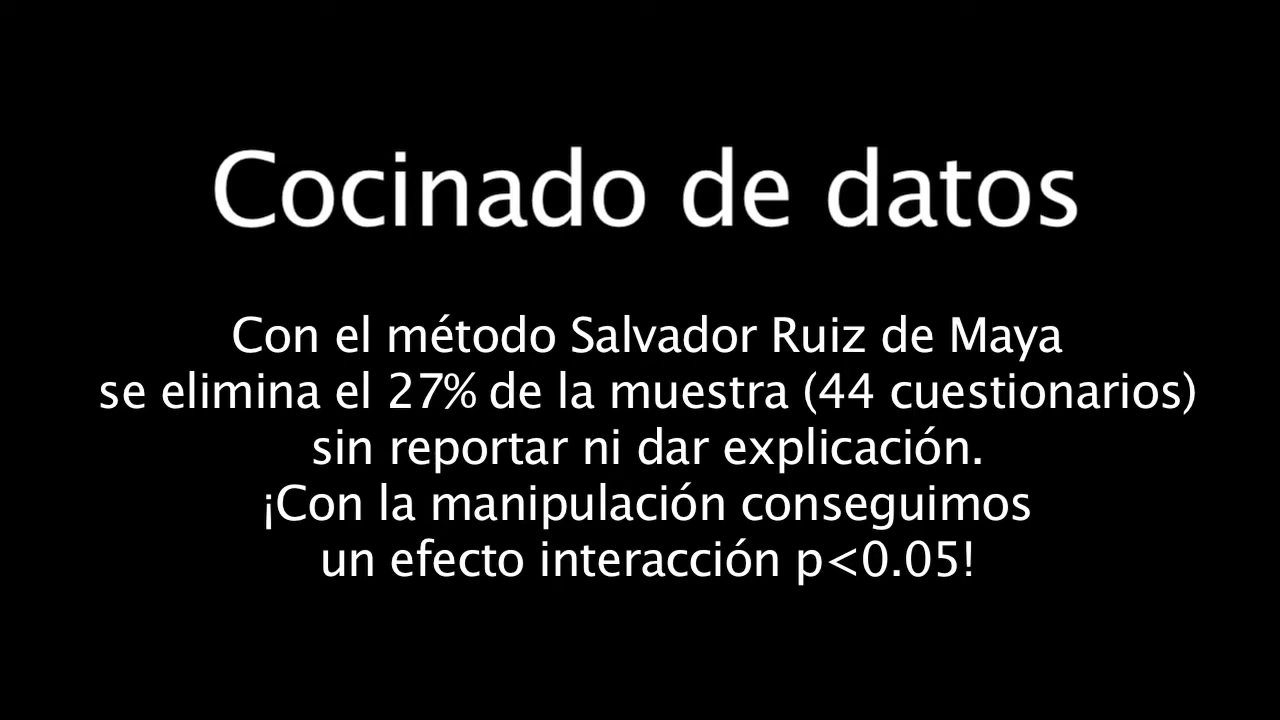 Cocinado de datos
Con el método Salvador Ruiz de Maya
se elimina el 27% de la muestra (44 cuestionarios)
sin reportar ni dar explicación.
¡Con la manipulación conseguimos
un efecto interacción p<0.05!